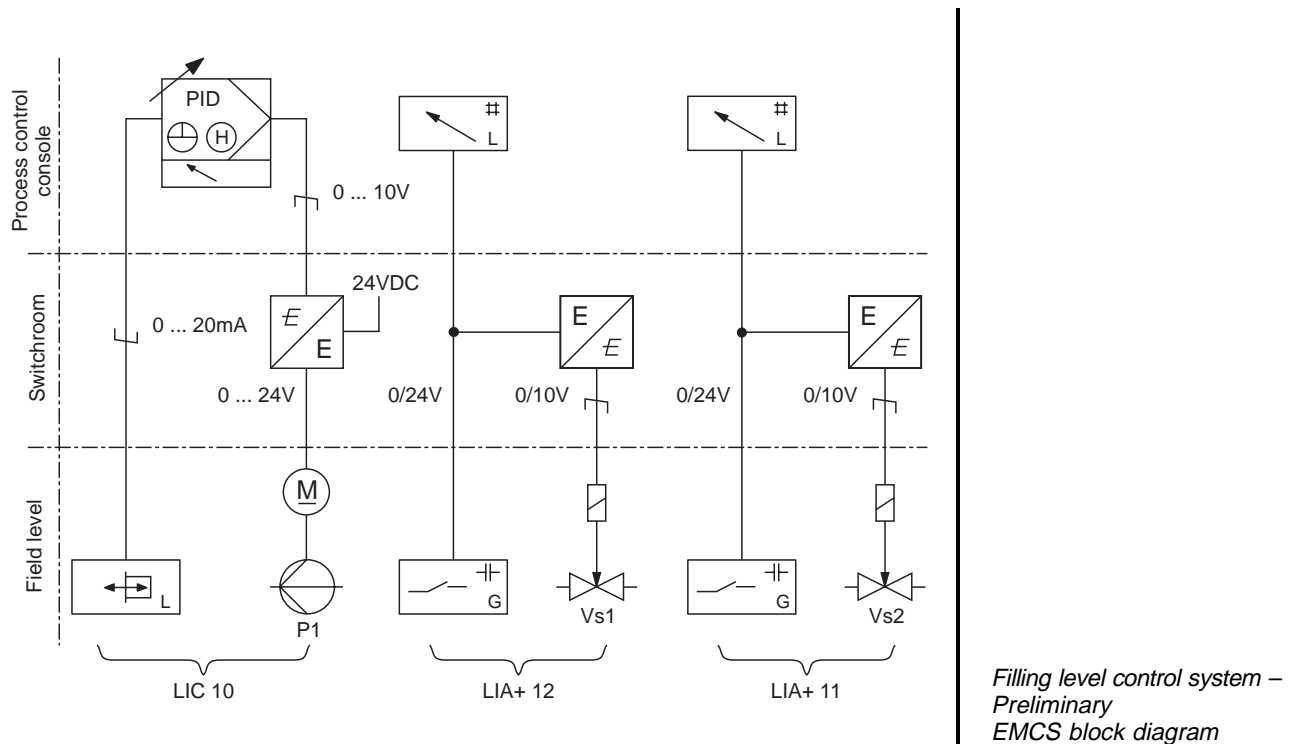 Process control
console
PID
H
#
L
#
L
0 ... 10V
Switchroom
24VDC
0 ... 20mA
E
E
E
E
E
E
0 ... 24V
0/24V
0/10V
0/24V
0/10V
Field level
M
L
P1
G
Vs1
G
Vs2
LIC 10
LIA+ 12
LIA+ 11
Filling level control system –
Preliminary
EMCS block diagram